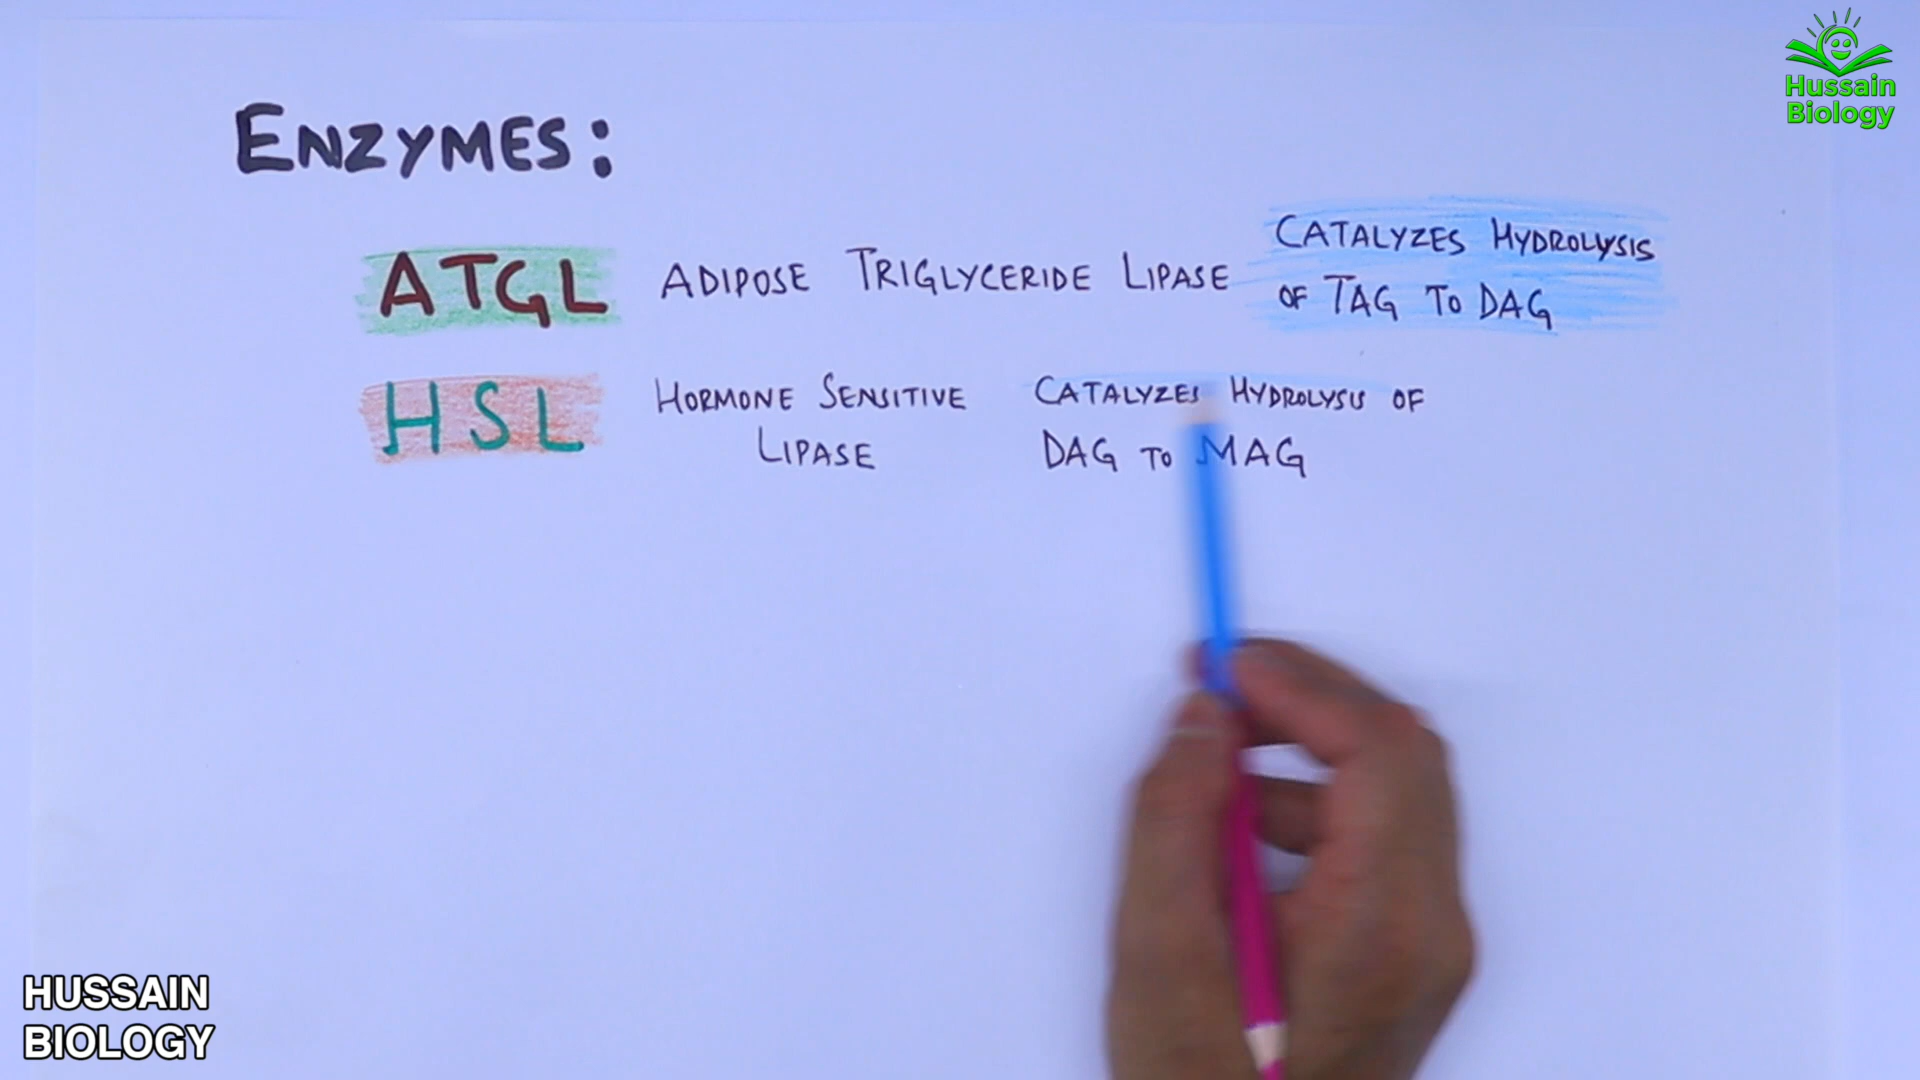 Hussain
Biology
ENZYMES:
ATGL ADIPOSE TRIGLYCERIDE LIPASE CATALYZES HYDROLYSIS
OF TAG TO DAG
HSL HORMONE SENSITIVE CATALYZES HYDROLYSIS OF
LIPASE DAG TO MAG
HUSSAIN
BIOLOGY